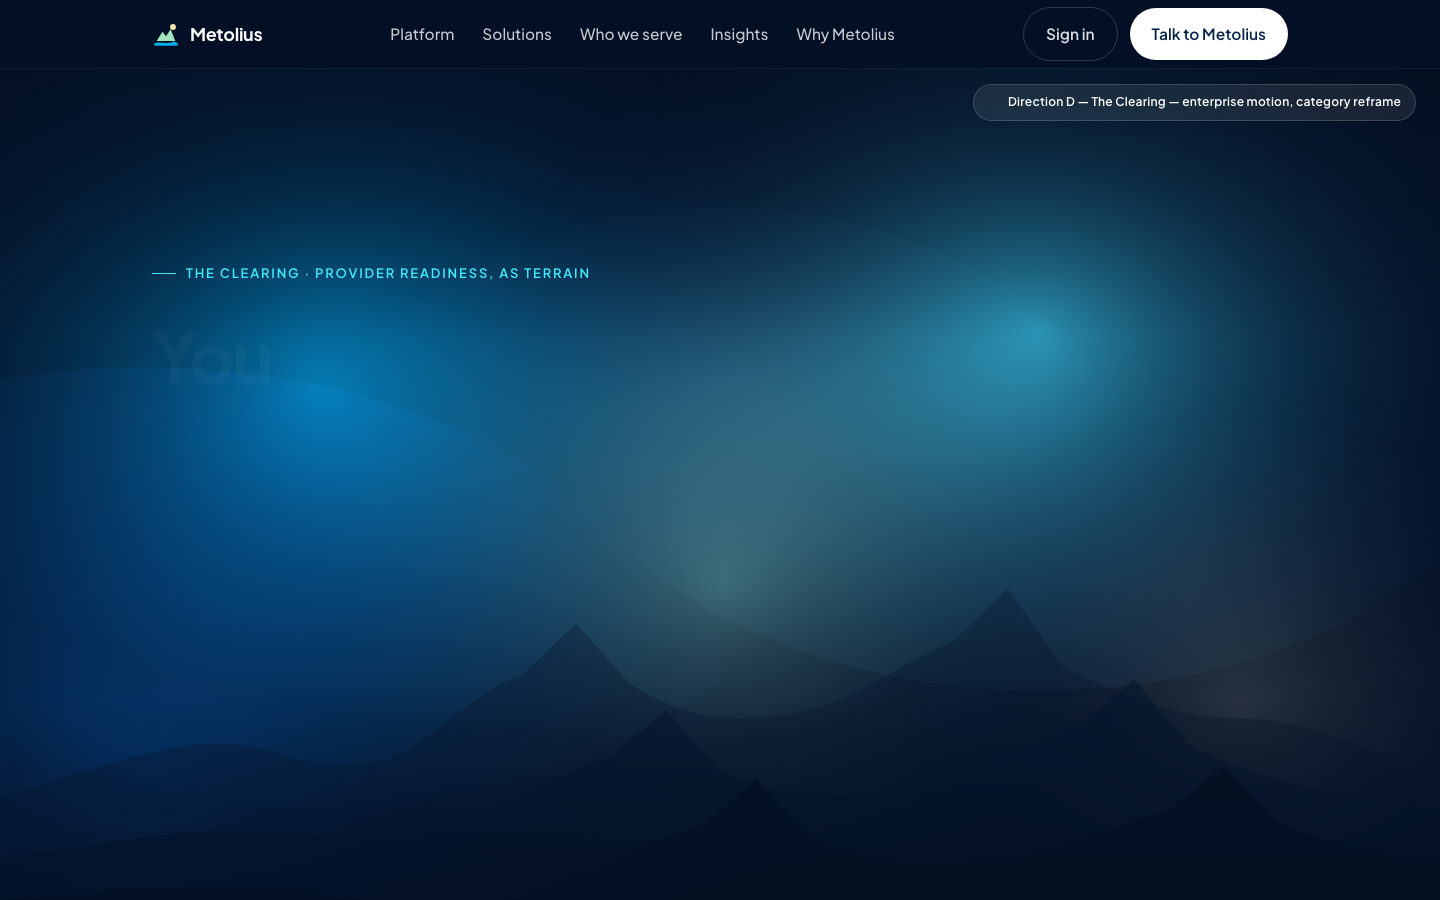 Metolius
Platform
Solutions
Who we serve
Insights
Why Metolius
Sign in
Talk to Metolius
Direction D — The Clearing — enterprise motion, category reframe
THE CLEARING · PROVIDER READINESS, AS TERRAIN
You